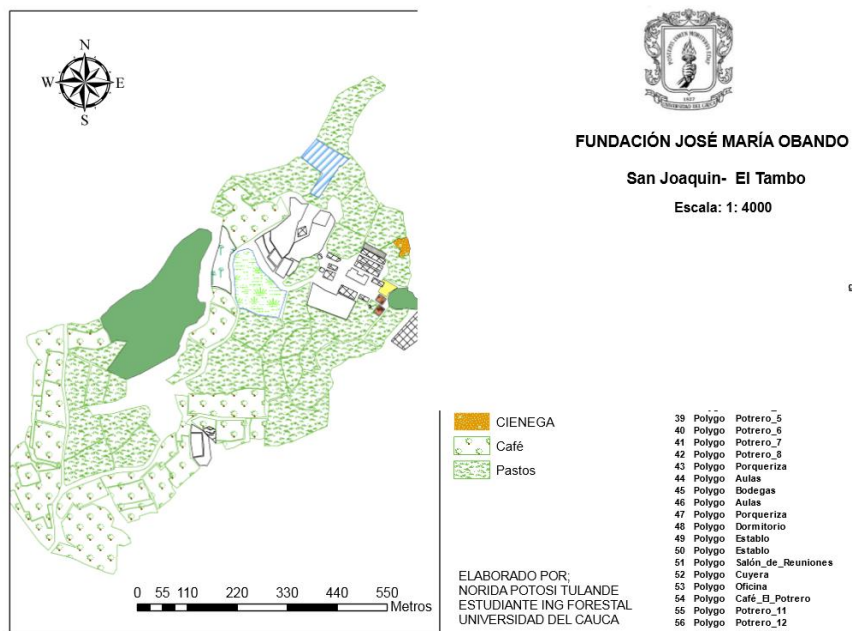 N
W E
S
1827
UNIVERSIDAD DEL CAUCA
FUNDACIÓN JOSÉ MARÍA OBANDO
San Joaquin- El Tambo
Escala: 1: 4000
CIENEGA
Café
Pastos
39 Polygo Potrero_5
40 Polygo Potrero_6
41 Polygo Potrero_7
42 Polygo Potrero_8
43 Polygo Porqueriza
44 Polygo Aulas
45 Polygo Bodegas
46 Polygo Aulas
47 Polygo Porqueriza
48 Polygo Dormitorio
49 Polygo Establo
50 Polygo Establo
51 Polygo Salón_de_Reuniones
52 Polygo Cuyera
53 Polygo Oficina
54 Polygo Café_El_Potrero
55 Polygo Potrero_11
56 Polygo Potrero_12
0 55 110 220 330 440 550
Metros
ELABORADO POR;
NORIDA POTOSI TULANDE
ESTUDIANTE ING FORESTAL
UNIVERSIDAD DEL CAUCA